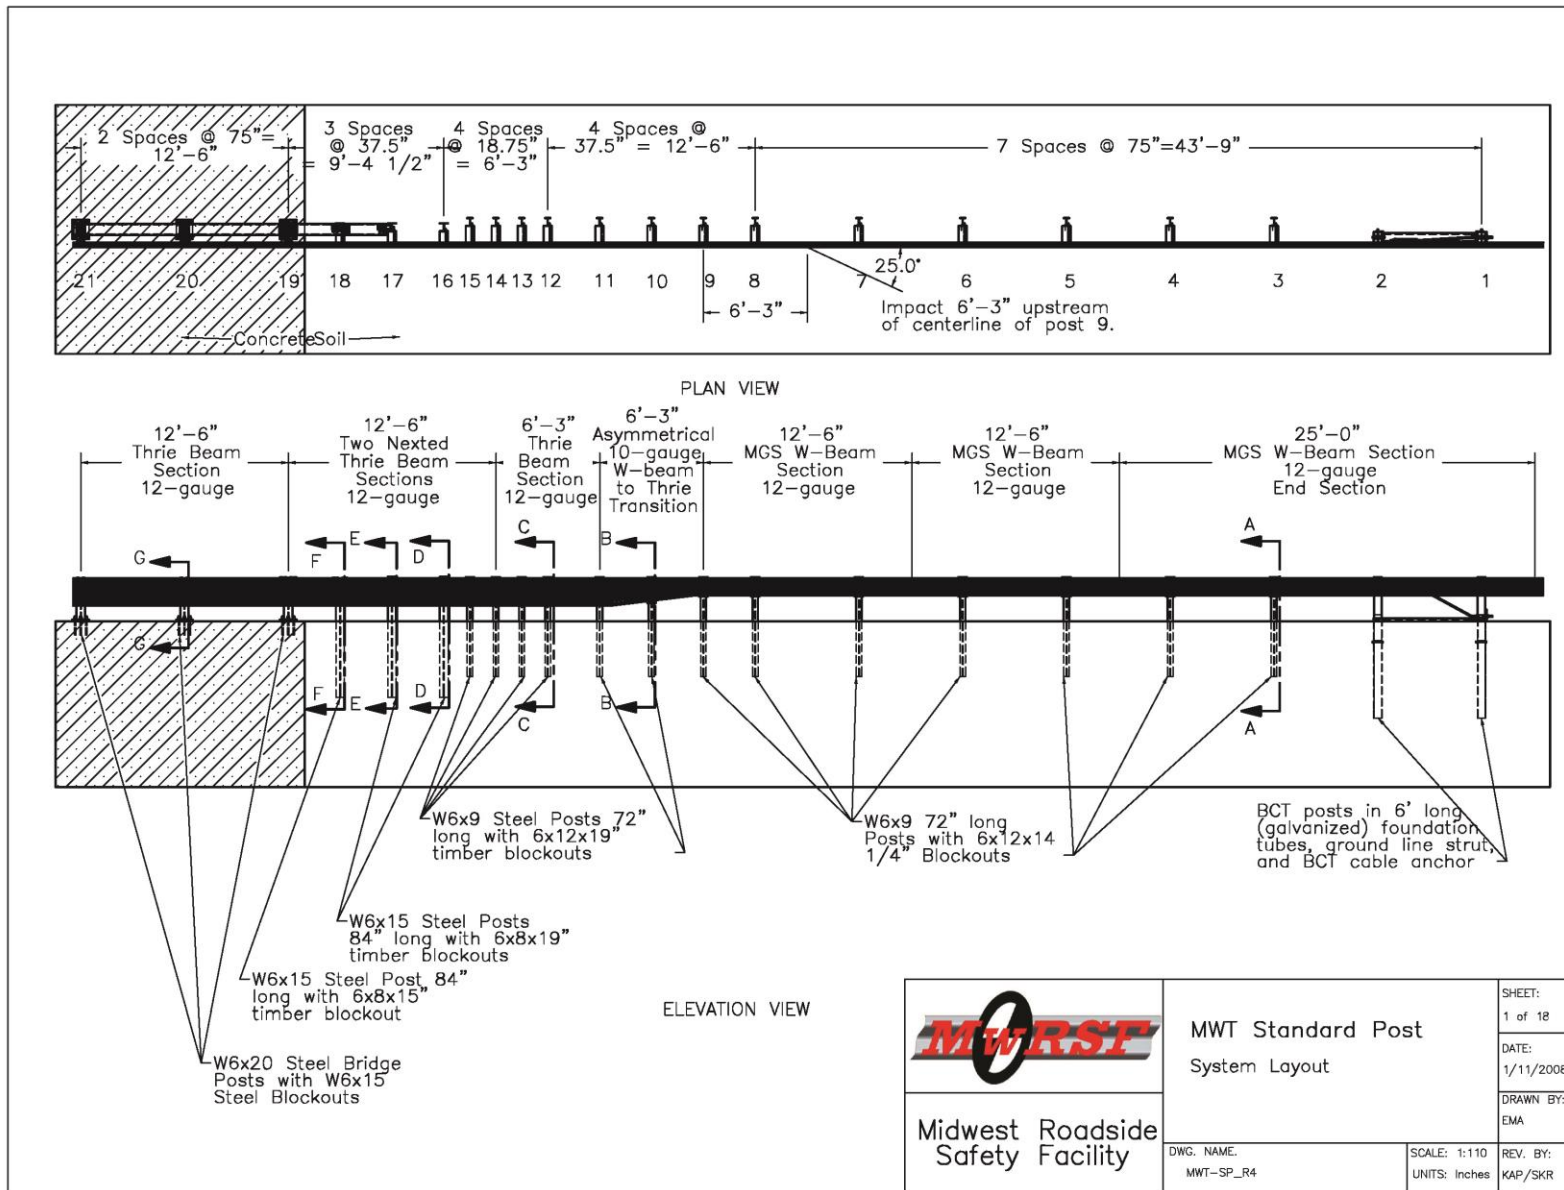 2 Spaces @ 75"=
12'-6"
3 Spaces
@ 37.5"
= 9'-4 1/2"
4 Spaces
@ 18.75"
= 6'-3"
4 Spaces @
37.5" = 12'-6"
7 Spaces @ 75"=43'-9"
21 20 19 18 17 16 15 14 13 12 11 10 9 8 7 6 5 4 3 2 1
25.0°
6'-3"
Impact 6'-3" upstream
of centerline of post 9.
Concrete Soil
PLAN VIEW
12'-6"
Thrie Beam
Section
12-gauge
12'-6"
Two Nexted
Thrie Beam
Sections
12-gauge
6'-3"
Thrie
Beam
Section
12-gauge
6'-3"
Asymmetrical
10-gauge
W-beam
to Thrie
Transition
12'-6"
MGS W-Beam
Section
12-gauge
12'-6"
MGS W-Beam
Section
12-gauge
25'-0"
MGS W-Beam Section
12-gauge
End Section
G F E D C B A
G F E D C B A
W6x9 Steel Posts 72"
long with 6x12x19"
timber blockouts
W6x9 72" long
Posts with 6x12x14
1/4" Blockouts
BCT posts in 6' long
(galvanized) foundation
tubes, ground line strut,
and BCT cable anchor
W6x15 Steel Posts
84" long with 6x8x19"
timber blockouts
W6x15 Steel Post 84"
long with 6x8x15"
timber blockout
W6x20 Steel Bridge
Posts with W6x15
Steel Blockouts
ELEVATION VIEW
MwRSF
Midwest Roadside
Safety Facility
MWT Standard Post
System Layout
DWG. NAME.
MWT-SP_R4
SCALE: 1:110
UNITS: Inches
SHEET:
1 of 18
DATE:
1/11/2008
DRAWN BY:
EMA
REV. BY:
KAP/SKR